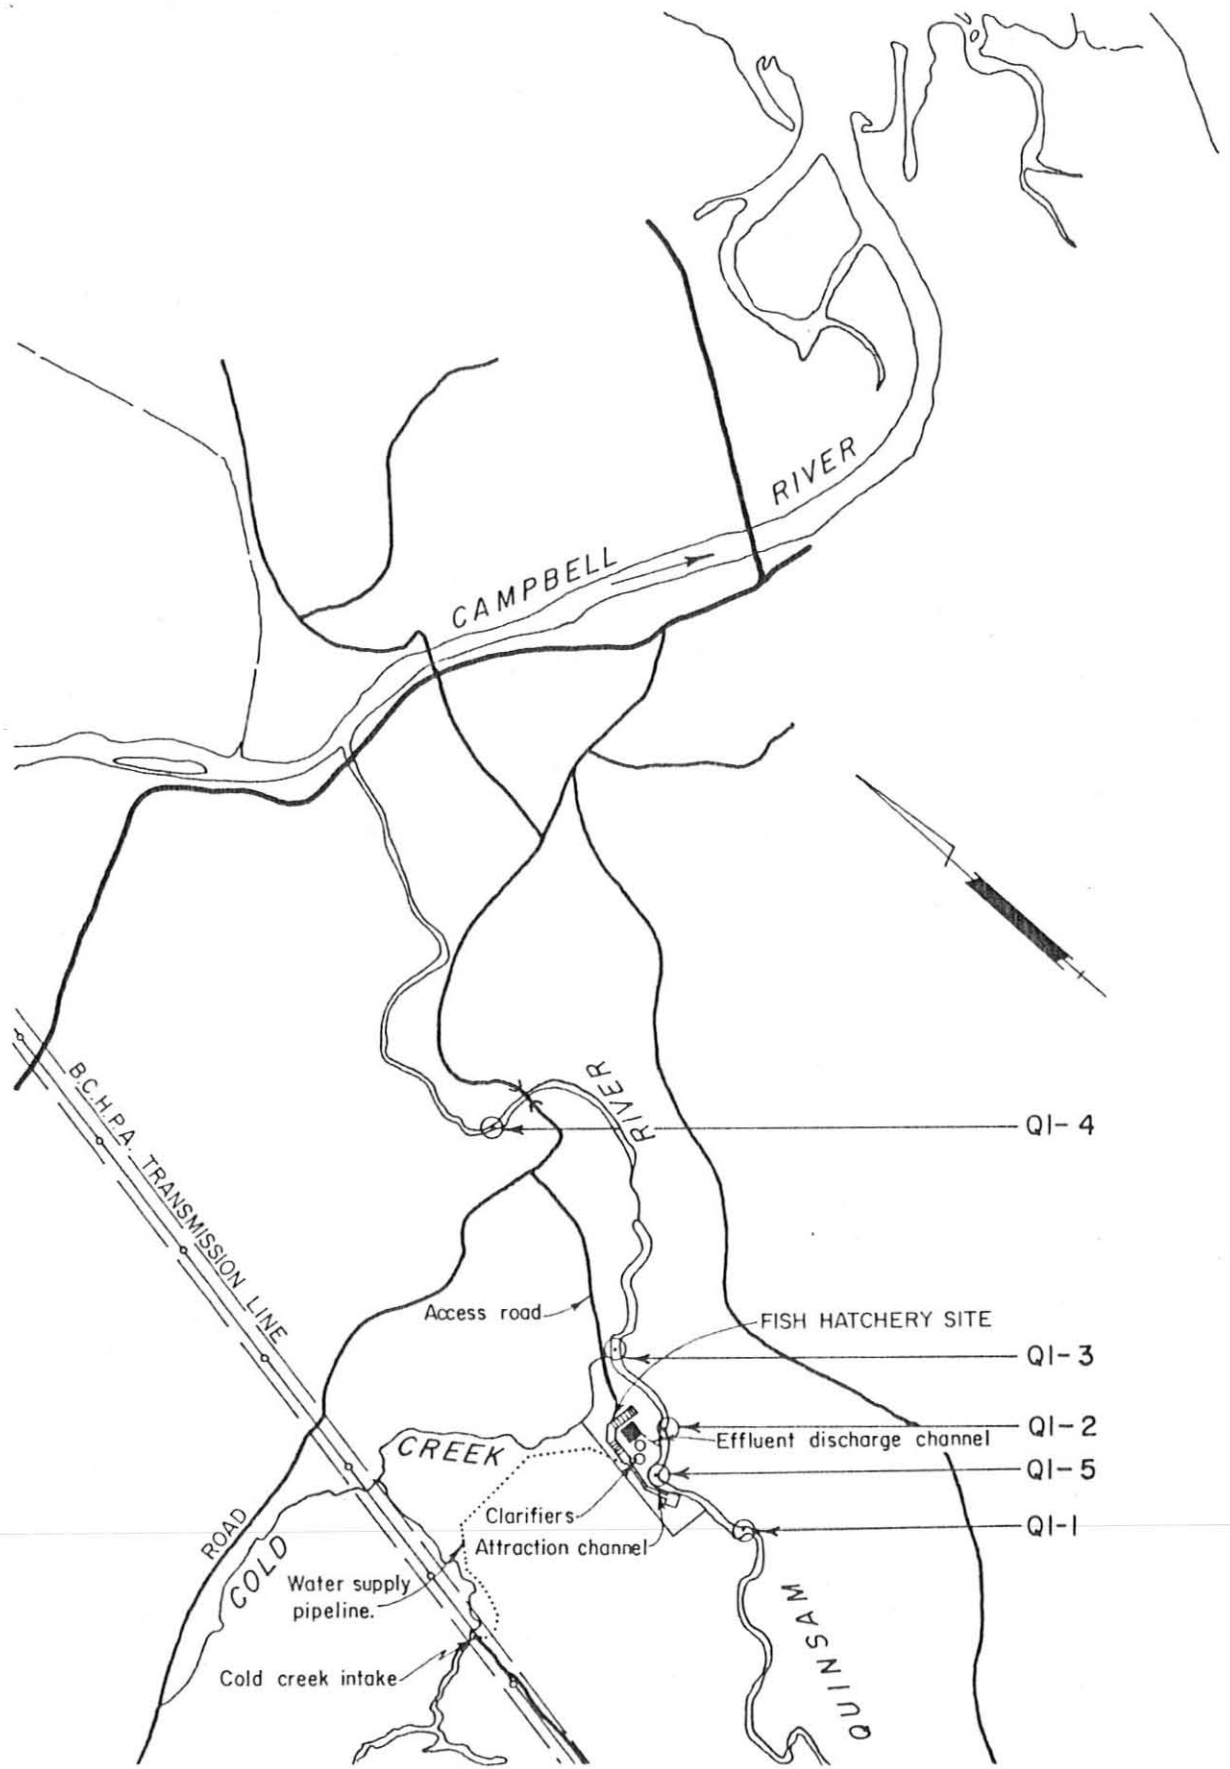 CAMPBELL RIVER
B.C.H.P.A. TRANSMISSION LINE
RIVER
QI-4
Access road
FISH HATCHERY SITE
QI-3
QI-2
Effluent discharge channel
CREEK
QI-5
Clarifiers
QI-1
ROAD
Attraction channel
COLD
Water supply
pipeline.
Cold creek intake
QUINSAM